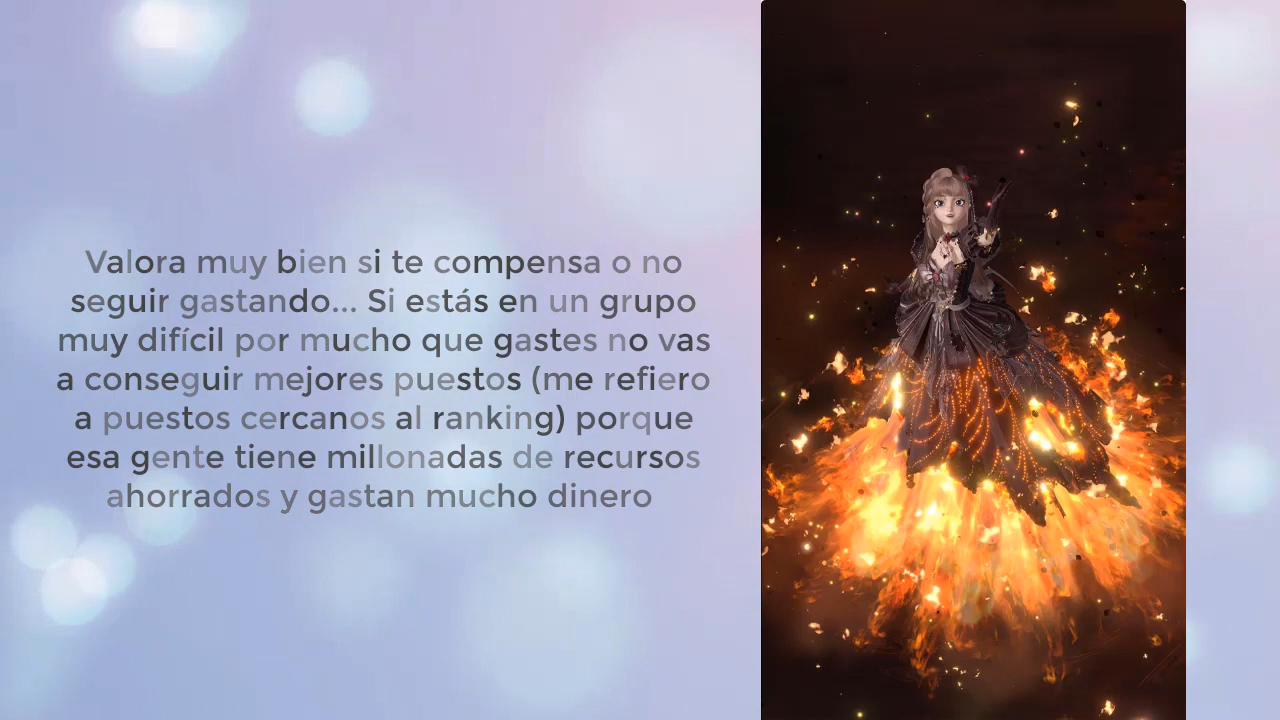 Valora muy bien si te compensa o no
seguir gastando... Si estás en un grupo
muy difícil por mucho que gastes no vas
a conseguir mejores puestos (me refiero
a puestos cercanos al ranking) porque
esa gente tiene millonadas de recursos
ahorrados y gastan mucho dinero